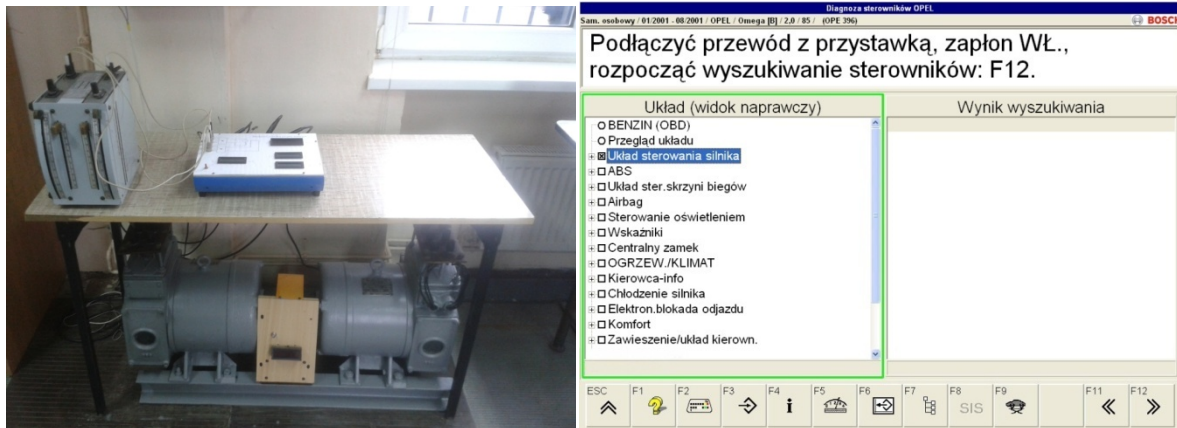 Diagnoza sterowników OPEL
Sam. osobowy / 01/2001 - 08/2001 / OPEL / Omega [B] / 2,0 / 85 / (OPE 396)
BOSCH
Podłączyć przewód z przystawką, zapłon WŁ.,
rozpocząć wyszukiwanie sterowników: F12.
Układ (widok naprawczy)
BENZIN (OBD)
Przegląd układu
Układ sterowania silnika
ABS
Układ ster.skrzyni biegów
Airbag
Sterowanie oświetleniem
Wskaźniki
Centralny zamek
OGRZEW./KLIMAT
Kierowca-info
Chłodzenie silnika
Elektron.blokada odjazdu
Komfort
Zawieszenie/układ kierown.
Wynik wyszukiwania
ESC F1 F2 F3 F4 F5 F6 F7 F8 F9 F11 F12
i SIS